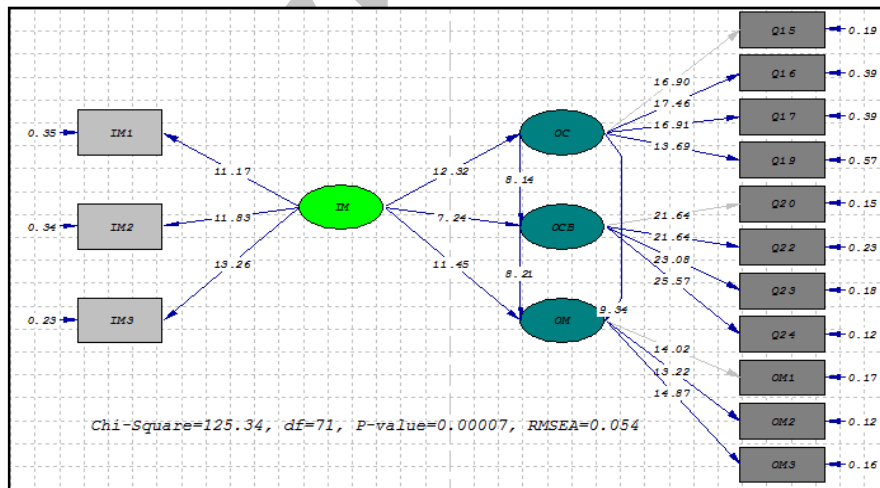 Q15
0.19
16.90
Q16
0.39
17.46
0.35
IM1
OC
16.91
Q17
0.39
11.17
12.32
13.69
Q19
0.57
8.14
IM
21.64
Q20
0.15
0.34
IM2
11.83
7.24
OCB
21.64
Q22
0.23
11.45
23.08
13.26
8.21
25.57
Q23
0.18
0.23
IM3
OM
9.34
Q24
0.12
14.02
OM1
0.17
13.22
14.87
OM2
0.12
Chi-Square=125.34, df=71, P-value=0.00007, RMSEA=0.054
OM3
0.16